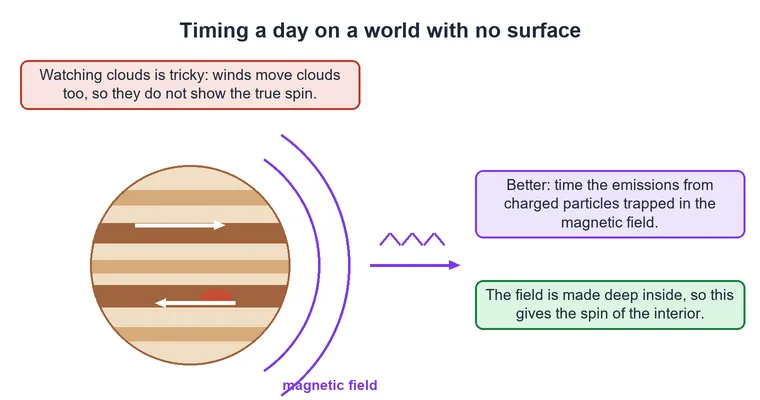 Timing a day on a world with no surface
Watching clouds is tricky: winds move clouds
too, so they do not show the true spin.
Better: time the emissions from
charged particles trapped in the
magnetic field.
The field is made deep inside, so this
gives the spin of the interior.
magnetic field